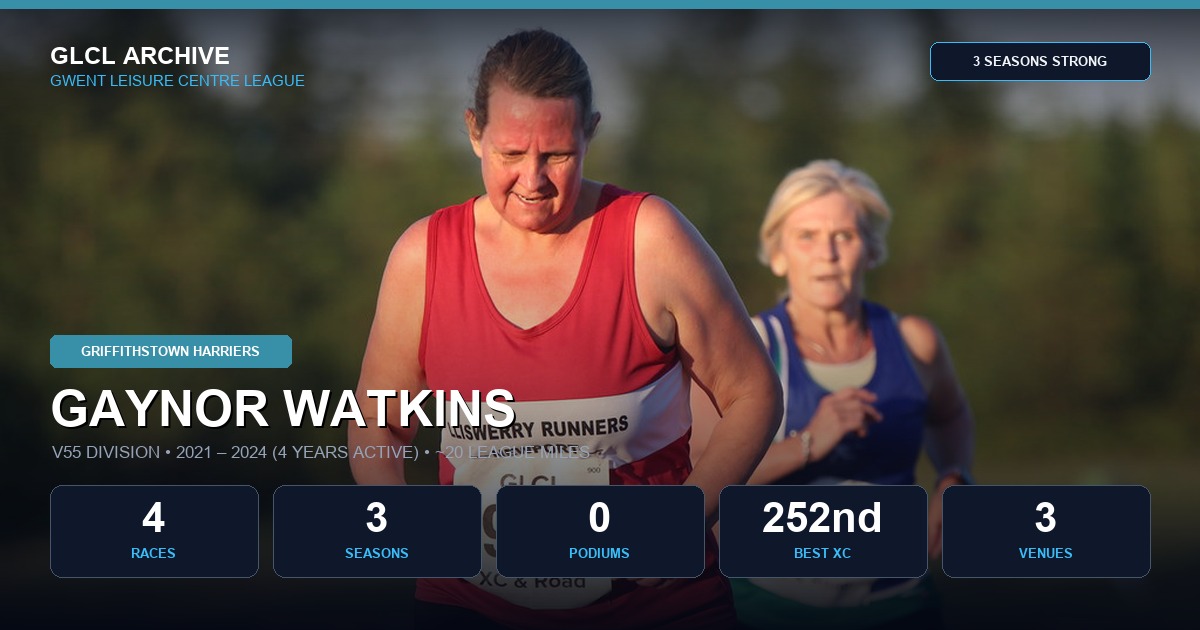 GLCL ARCHIVE
GWENT LEISURE CENTRE LEAGUE
3 SEASONS STRONG
GRIFFITHSTOWN HARRIERS
GAYNOR WATKINS
LEISWERRY RUNNERS
V55 DIVISION • 2021 – 2024 (4 YEARS ACTIVE) • ~20 LEAGUE MILES
900
GLCL
4
RACES
3
SEASONS
0
PODIUMS
252nd
BEST XC
3
VENUES
XC & Road